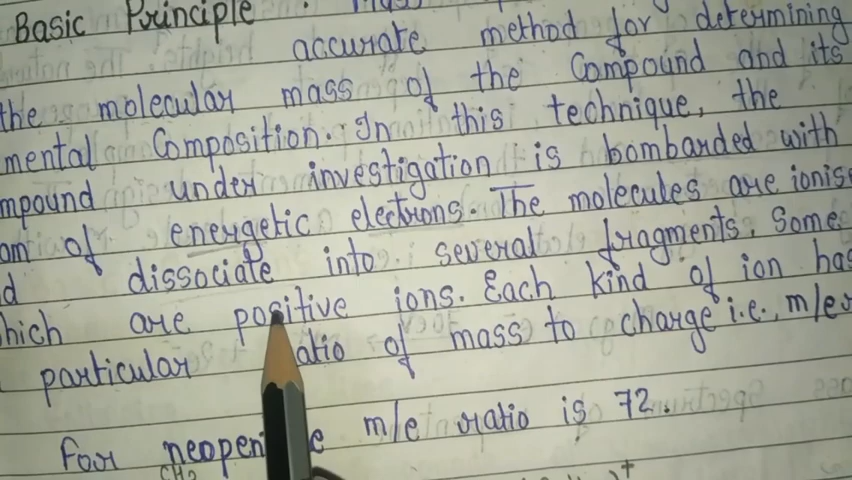 Basic Principle :
accurate method for determining
the molecular mass of the Compound and its
mental Composition. In this technique, the
mpound under investigation is bombarded with
am of energetic electrons. The molecules are ionise
d dissociate into several fragments. Some
hich are positive ions. Each kind of ion has
particular atio of mass to charge i.e., m/e
For neopen e m/e ratio is 72.
CH3
+